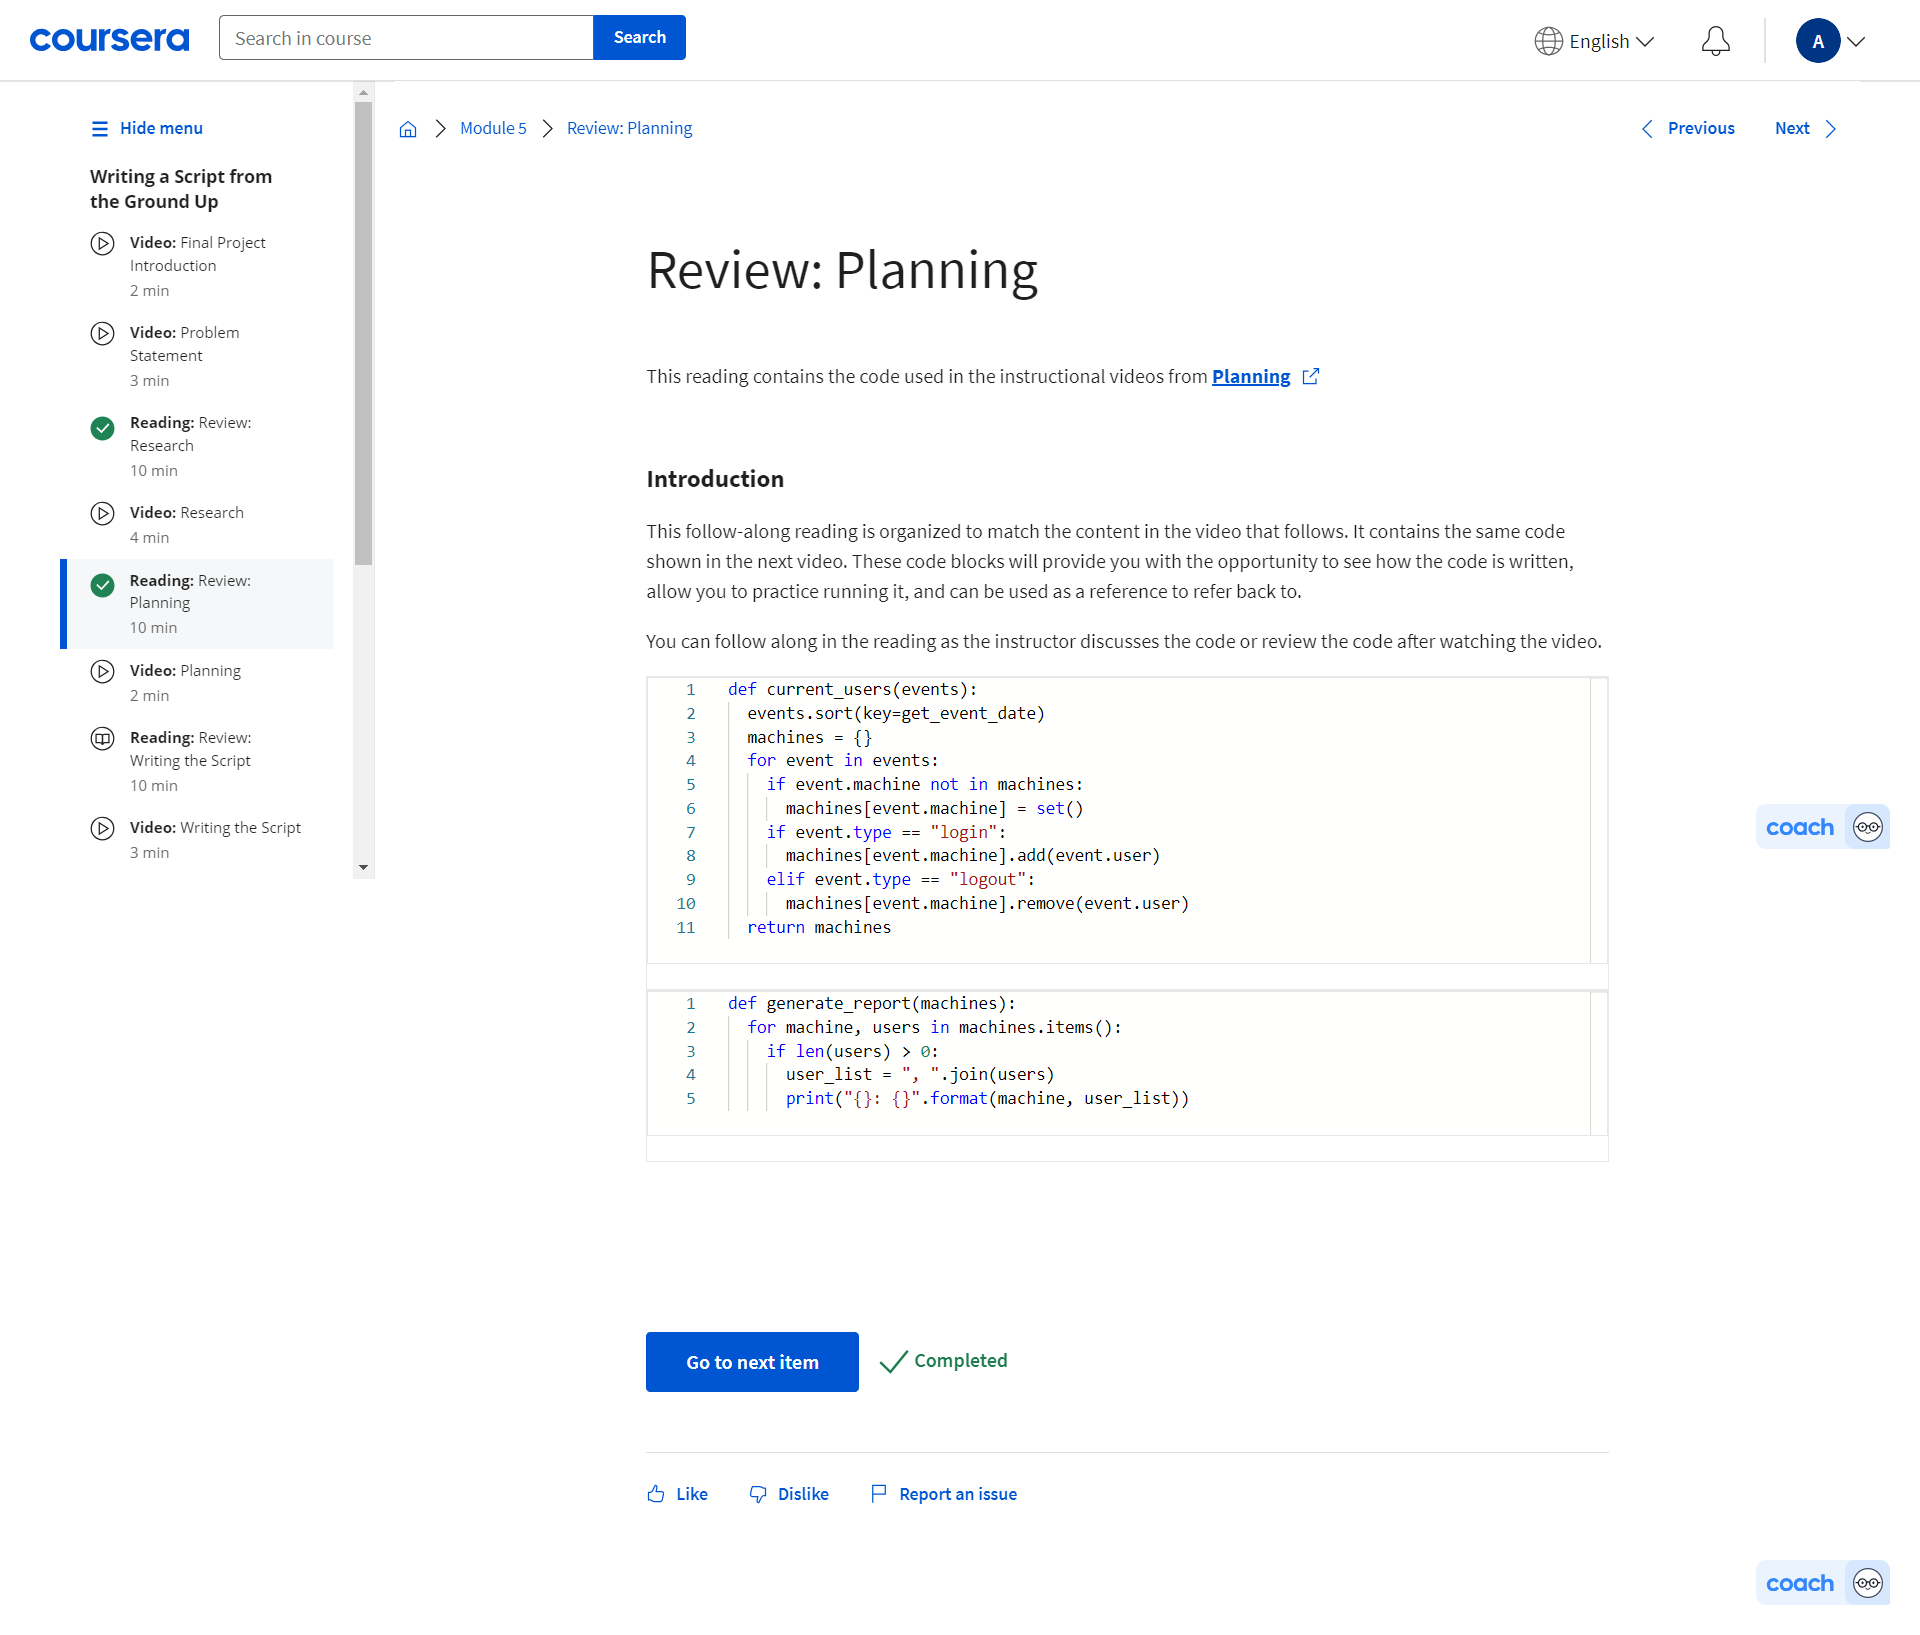 coursera
Search in course
Search
English
A
Hide menu
Module 5
Review: Planning
Previous
Next
Writing a Script from
the Ground Up
Video: Final Project
Introduction
2 min
Video: Problem
Statement
3 min
Reading: Review:
Research
10 min
Video: Research
4 min
Reading: Review:
Planning
10 min
Video: Planning
2 min
Reading: Review:
Writing the Script
10 min
Video: Writing the Script
3 min
Review: Planning
This reading contains the code used in the instructional videos from Planning
Introduction
This follow-along reading is organized to match the content in the video that follows. It contains the same code
shown in the next video. These code blocks will provide you with the opportunity to see how the code is written,
allow you to practice running it, and can be used as a reference to refer back to.
You can follow along in the reading as the instructor discusses the code or review the code after watching the video.
1 def current_users(events):
2   events.sort(key=get_event_date)
3   machines = {}
4   for event in events:
5     if event.machine not in machines:
6       machines[event.machine] = set()
7     if event.type == "login":
8       machines[event.machine].add(event.user)
9     elif event.type == "logout":
10       machines[event.machine].remove(event.user)
11   return machines
1 def generate_report(machines):
2   for machine, users in machines.items():
3     if len(users) > 0:
4       user_list = ", ".join(users)
5       print("{}: {}".format(machine, user_list))
coach
Go to next item
Completed
Like
Dislike
Report an issue
coach